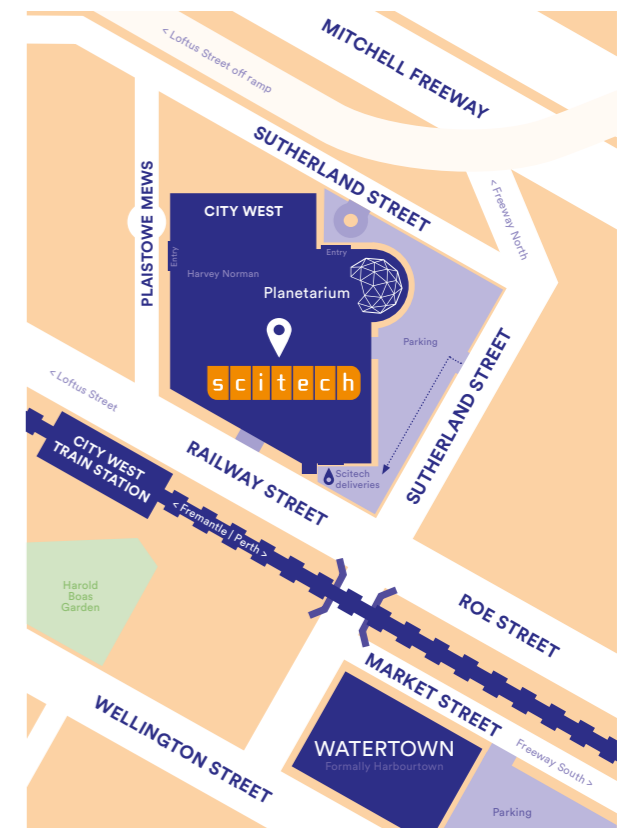 < Loftus Street off ramp
MITCHELL FREEWAY
SUTHERLAND STREET
< Freeway North
PLAISTOWE MEWS
CITY WEST
Entry
Entry
Harvey Norman
Planetarium
Parking
scitech
SUTHERLAND STREET
< Loftus Street
RAILWAY STREET
Scitech
deliveries
CITY WEST
TRAIN STATION
< Fremantle | Perth >
Harold
Boas
Garden
ROE STREET
MARKET STREET
WELLINGTON STREET
WATERTOWN
Formally Harbourtown
Freeway South >
Parking